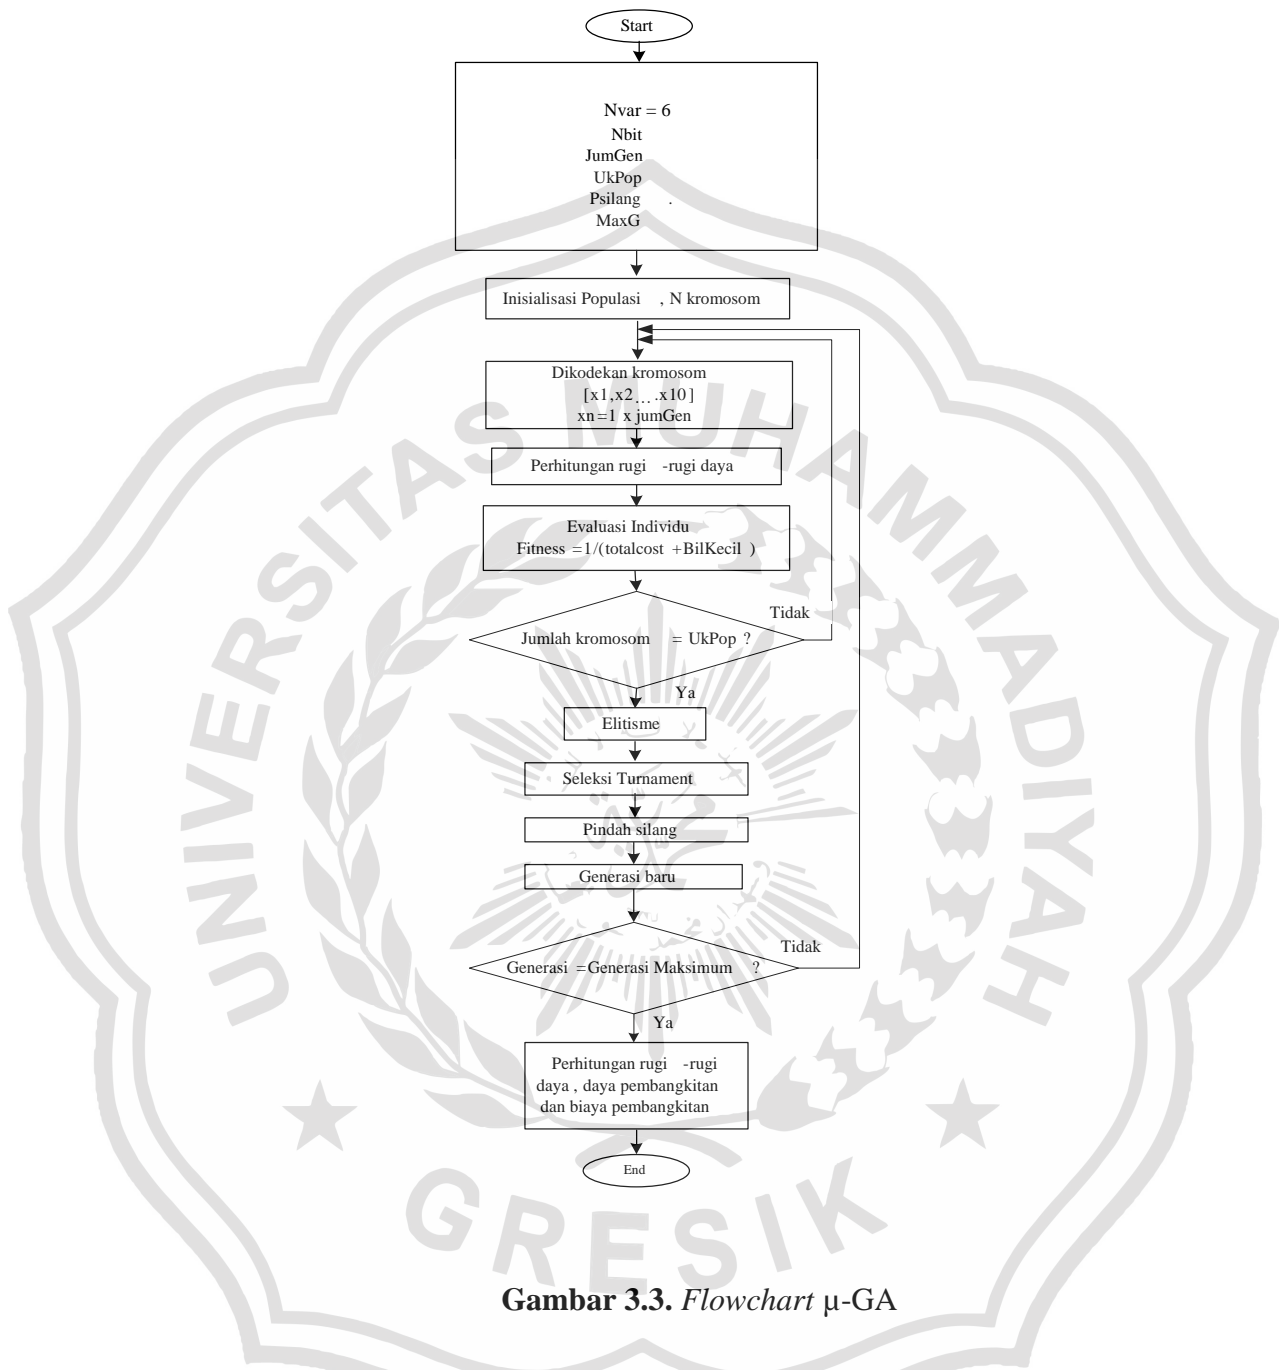 Start
Nvar = 6
Nbit
JumGen
UkPop
Psilang .
MaxG
Inisialisasi Populasi , N kromosom
Dikodekan kromosom
[x1,x2... .x10]
xn=1 x jumGen
Perhitungan rugi -rugi daya
Evaluasi Individu
Fitness =1/(totalcost +BilKecil )
Tidak
Jumlah kromosom = UkPop ?
Ya
Elitisme
Seleksi Turnament
Pindah silang
Generasi baru
Tidak
Generasi =Generasi Maksimum ?
Ya
Perhitungan rugi -rugi
daya , daya pembangkitan
dan biaya pembangkitan
End
Gambar 3.3. Flowchart µ-GA
UNIVERSITAS MUHAMMADIYAH
GRESIK